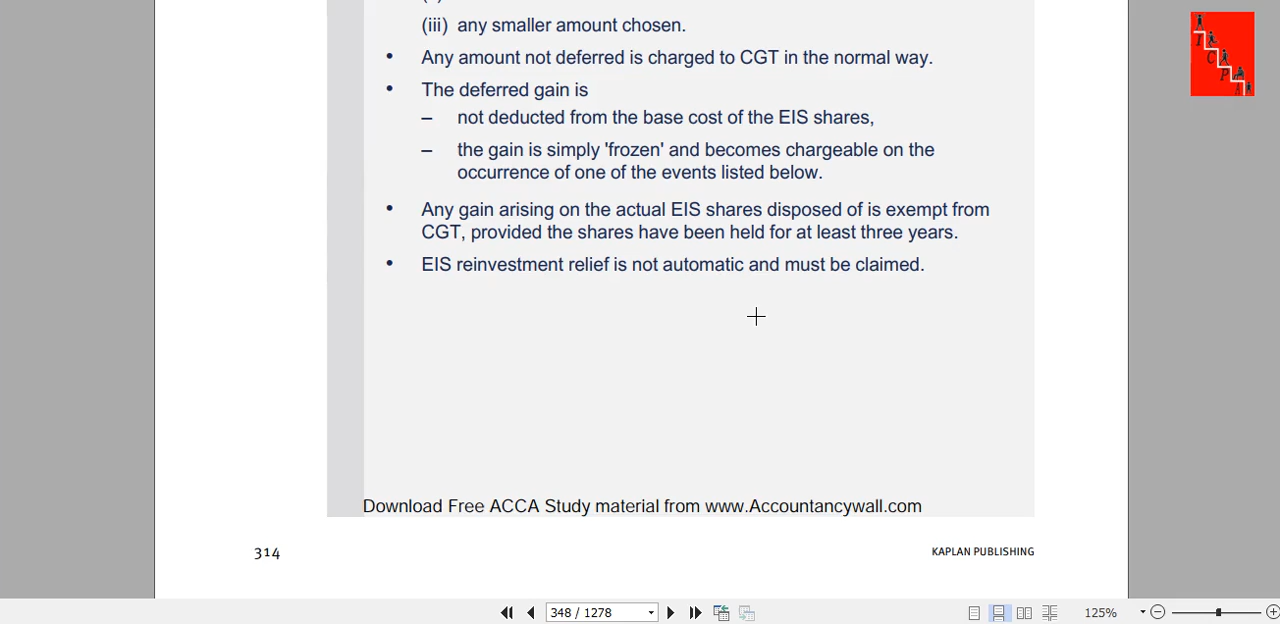 (iii) any smaller amount chosen.
• Any amount not deferred is charged to CGT in the normal way.
• The deferred gain is
– not deducted from the base cost of the EIS shares,
– the gain is simply 'frozen' and becomes chargeable on the
occurrence of one of the events listed below.
• Any gain arising on the actual EIS shares disposed of is exempt from
CGT, provided the shares have been held for at least three years.
• EIS reinvestment relief is not automatic and must be claimed.
Download Free ACCA Study material from www.Accountancywall.com
314
KAPLAN PUBLISHING
348 / 1278
125%
I
C
P
A